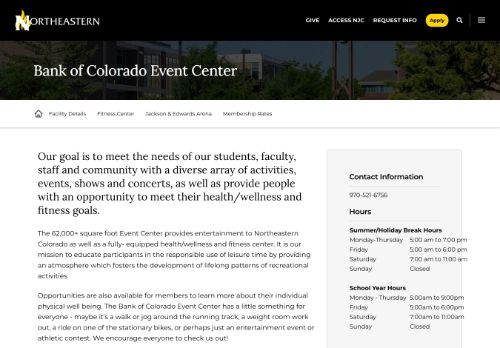 NORTHEASTERN
GIVE ACCESS NJC REQUEST INFO Apply
Bank of Colorado Event Center
Facility Details Fitness Center Jackson & Edwards Arena Membership Rates
Our goal is to meet the needs of our students, faculty,
staff and community with a diverse array of activities,
events, shows and concerts, as well as provide people
with an opportunity to meet their health/wellness and
fitness goals.
The 62,000+ square foot Event Center provides entertainment to Northeastern
Colorado as well as a fully- equipped health/wellness and fitness center. It is our
mission to educate participants in the responsible use of leisure time by providing
an atmosphere which fosters the development of lifelong patterns of recreational
activities.
Opportunities are also available for members to learn more about their individual
physical well being. The Bank of Colorado Event Center has a little something for
everyone - maybe it's a walk or jog around the running track, a weight room work
out, a ride on one of the stationary bikes, or perhaps just an entertainment event or
athletic contest. We encourage everyone to check us out!
Contact Information
970-521-6756
Hours
Summer/Holiday Break Hours
Monday-Thursday 5:00 am to 7:00 pm
Friday 5:00 am to 6:00 pm
Saturday 7:00 am to 11:00 am
Sunday Closed
School Year Hours
Monday - Thursday 5:00am to 9:00pm
Friday 5:00am to 6:00pm
Saturday 7:00am to 11:00am
Sunday Closed